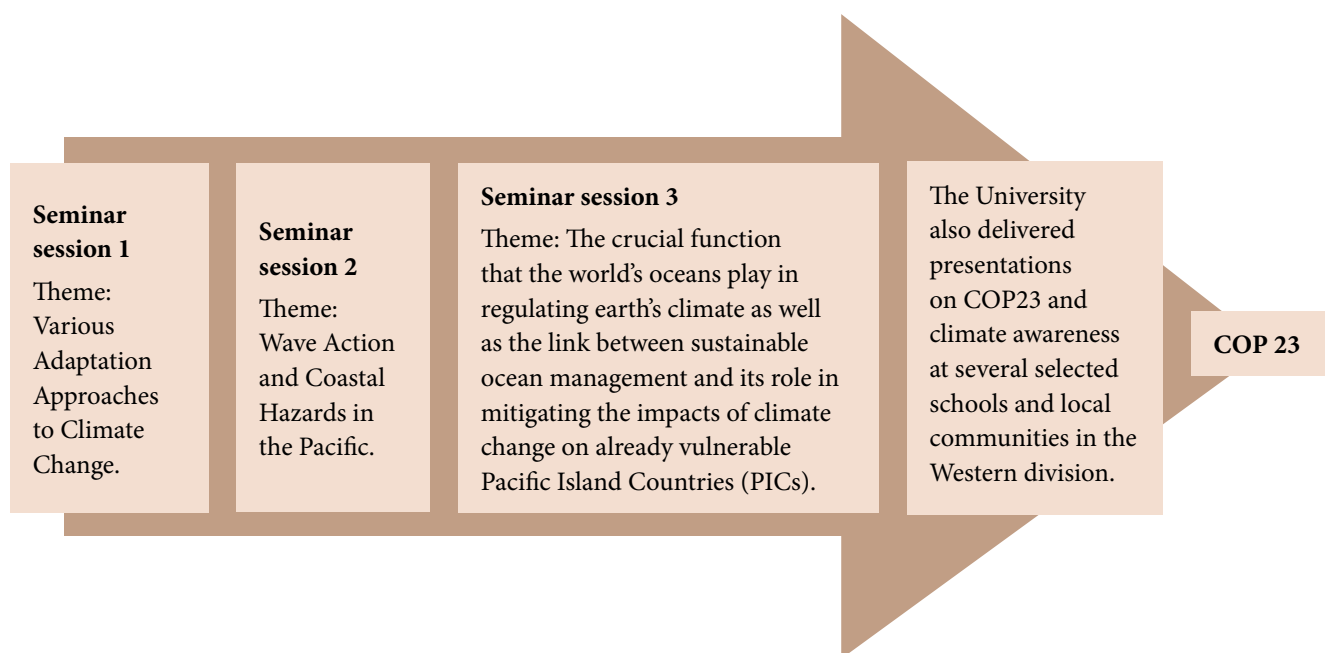 Seminar
session 1
Theme:
Various
Adaptation
Approaches
to Climate
Change.
Seminar
session 2
Theme:
Wave Action
and Coastal
Hazards in
the Pacific.
Seminar session 3
Theme: The crucial function
that the world’s oceans play in
regulating earth’s climate as well
as the link between sustainable
ocean management and its role in
mitigating the impacts of climate
change on already vulnerable
Pacific Island Countries (PICs).
The University
also delivered
presentations
on COP23 and
climate awareness
at several selected
schools and local
communities in the
Western division.
COP 23